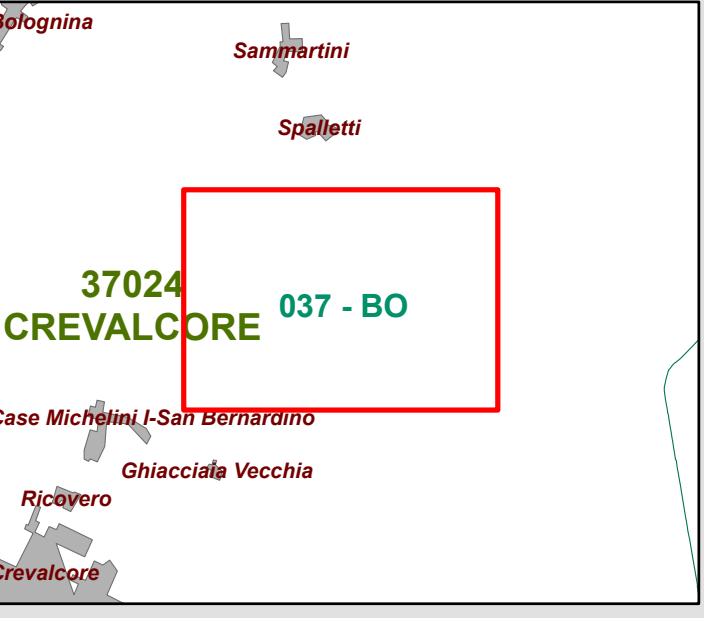 Bolognina
Sammartini
Spalletti
37024
CREVALCORE
037 - BO
Case Michelini I-San Bernardino
Ghiacciaia Vecchia
Ricovero
Crevalcore